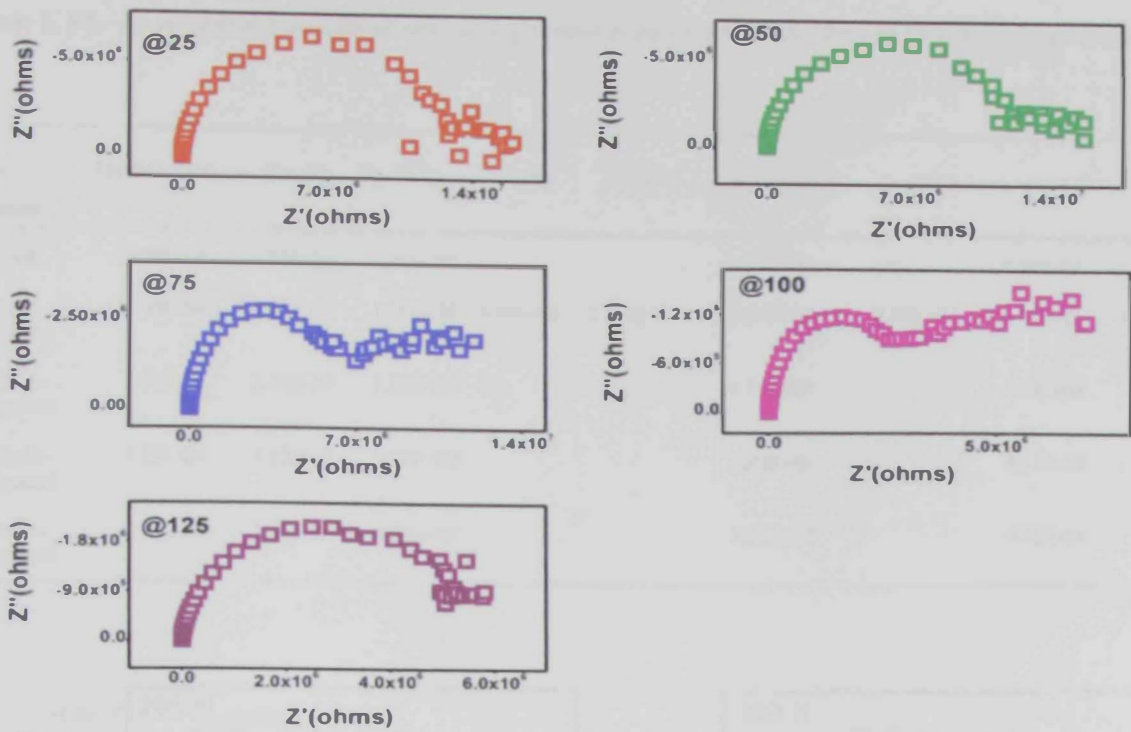 @25
Z''(ohms)
-5.0x10⁶
0.0
0.0 7.0x10⁶ 1.4x10⁷
Z'(ohms)
@50
Z''(ohms)
-5.0x10⁶
0.0
0.0 7.0x10⁶ 1.4x10⁷
Z'(ohms)
@75
Z''(ohms)
-2.50x10⁶
0.00
0.0 7.0x10⁶ 1.4x10⁷
Z'(ohms)
@100
Z''(ohms)
-1.2x10⁶
-6.0x10⁵
0.0
0.0 5.0x10⁶
Z'(ohms)
@125
Z''(ohms)
-1.8x10⁶
-9.0x10⁵
0.0
0.0 2.0x10⁶ 4.0x10⁶ 6.0x10⁶
Z'(ohms)